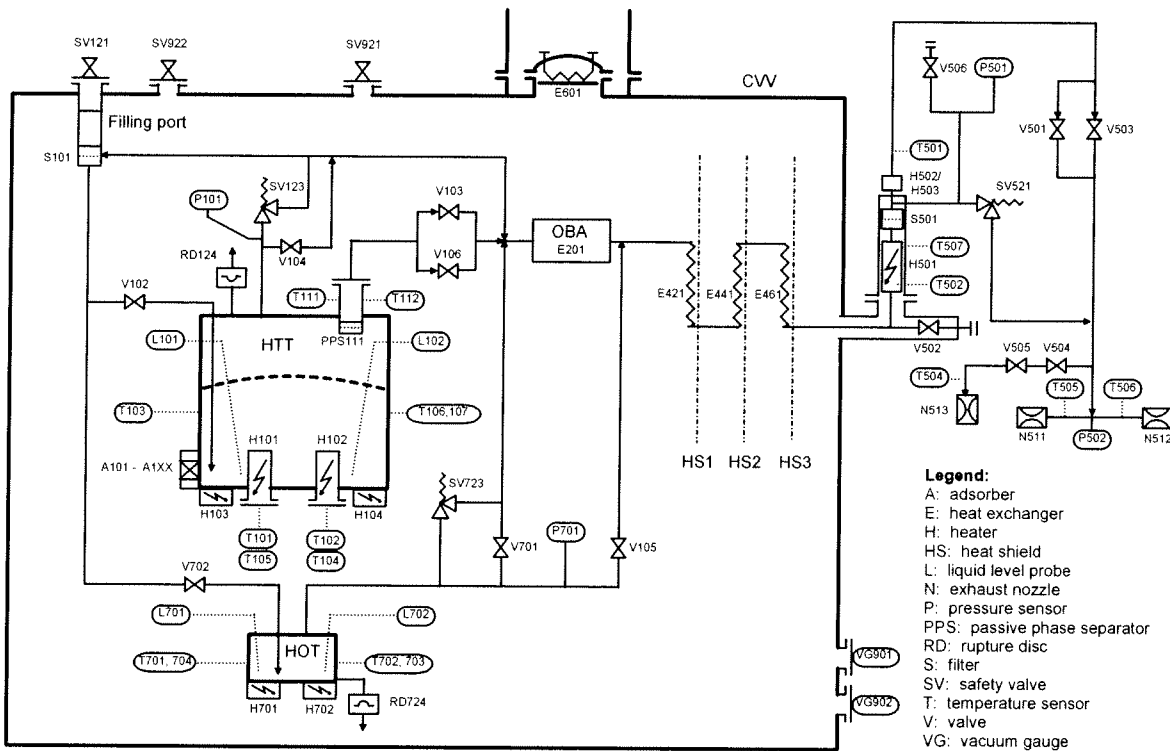 SV121
SV922
SV921
E601
CVV
V506
P501
V501
V503
Filling port
S101
T501
H502/
H503
SV521
S501
P101
SV123
V103
OBA
E201
V104
V106
RD124
T507
H501
T502
V102
T111
T112
E421
E441
E461
L101
HTT
PPS111
L102
V502
V505
V504
T504
T505
T506
T103
T106,107
N513
N511
P502
N512
H101
H102
A101 - A1XX
HS1
HS2
HS3
SV723
H103
H104
T101
T105
T102
T104
V701
P701
V105
V702
L701
L702
HOT
T701, 704
T702, 703
H701
H702
RD724
VG901
VG902
Legend:
A: adsorber
E: heat exchanger
H: heater
HS: heat shield
L: liquid level probe
N: exhaust nozzle
P: pressure sensor
PPS: passive phase separator
RD: rupture disc
S: filter
SV: safety valve
T: temperature sensor
V: valve
VG: vacuum gauge